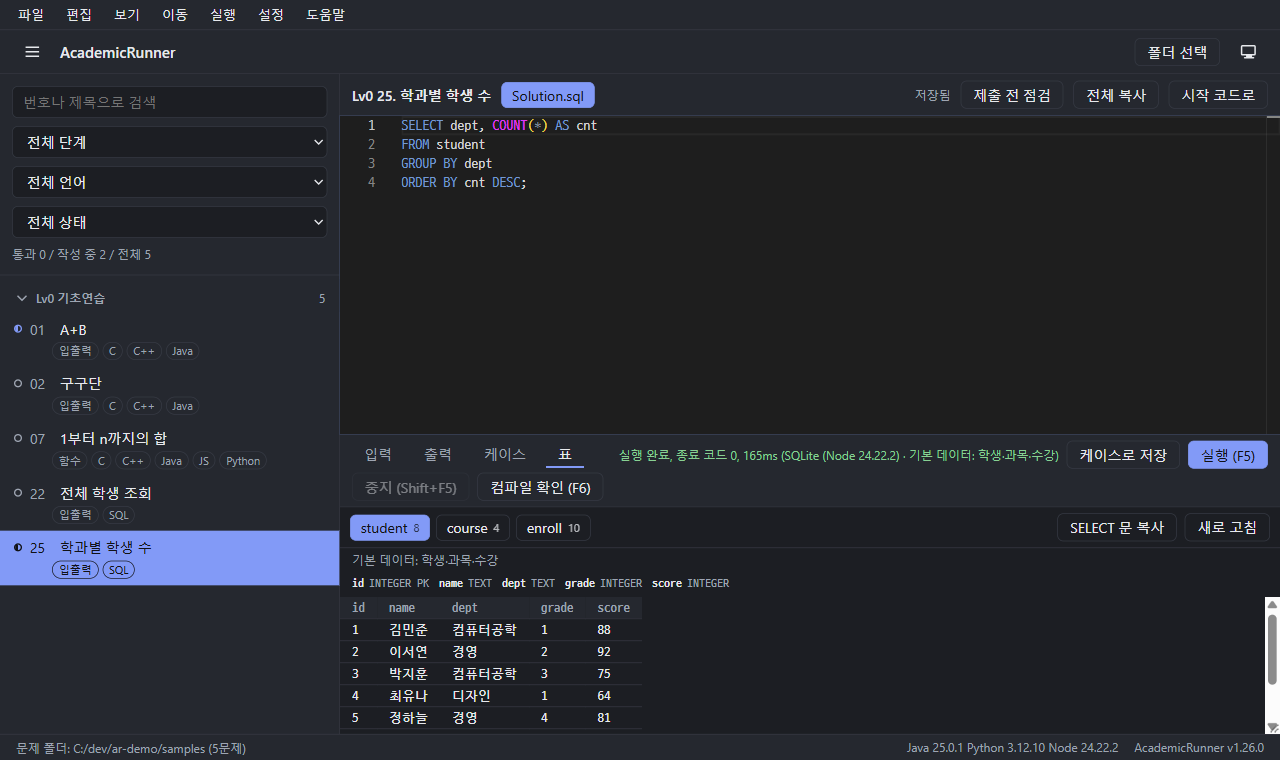 파일 편집 보기 이동 실행 설정 도움말
AcademicRunner
폴더 선택
번호나 제목으로 검색
전체 단계
전체 언어
전체 상태
통과 0 / 작성 중 2 / 전체 5
Lv0 기초연습 5
01 A+B
입출력 C C++ Java
02 구구단
입출력 C C++ Java
07 1부터 n까지의 합
함수 C C++ Java JS Python
22 전체 학생 조회
입출력 SQL
25 학과별 학생 수
입출력 SQL
Lv0 25. 학과별 학생 수 Solution.sql 저장됨 제출 전 점검 전체 복사 시작 코드로
1 SELECT dept, COUNT(*) AS cnt
2 FROM student
3 GROUP BY dept
4 ORDER BY cnt DESC;
입력 출력 케이스 표 실행 완료, 종료 코드 0, 165ms (SQLite (Node 24.22.2) · 기본 데이터: 학생·과목·수강) 케이스로 저장 실행 (F5)
중지 (Shift+F5) 컴파일 확인 (F6)
student 8 course 4 enroll 10 SELECT 문 복사 새로 고침
기본 데이터: 학생·과목·수강
id INTEGER PK name TEXT dept TEXT grade INTEGER score INTEGER
id name dept grade score
1 김민준 컴퓨터공학 1 88
2 이서연 경영 2 92
3 박지훈 컴퓨터공학 3 75
4 최유나 디자인 1 64
5 정하늘 경영 4 81
문제 폴더: C:/dev/ar-demo/samples (5문제) Java 25.0.1 Python 3.12.10 Node 24.22.2 AcademicRunner v1.26.0